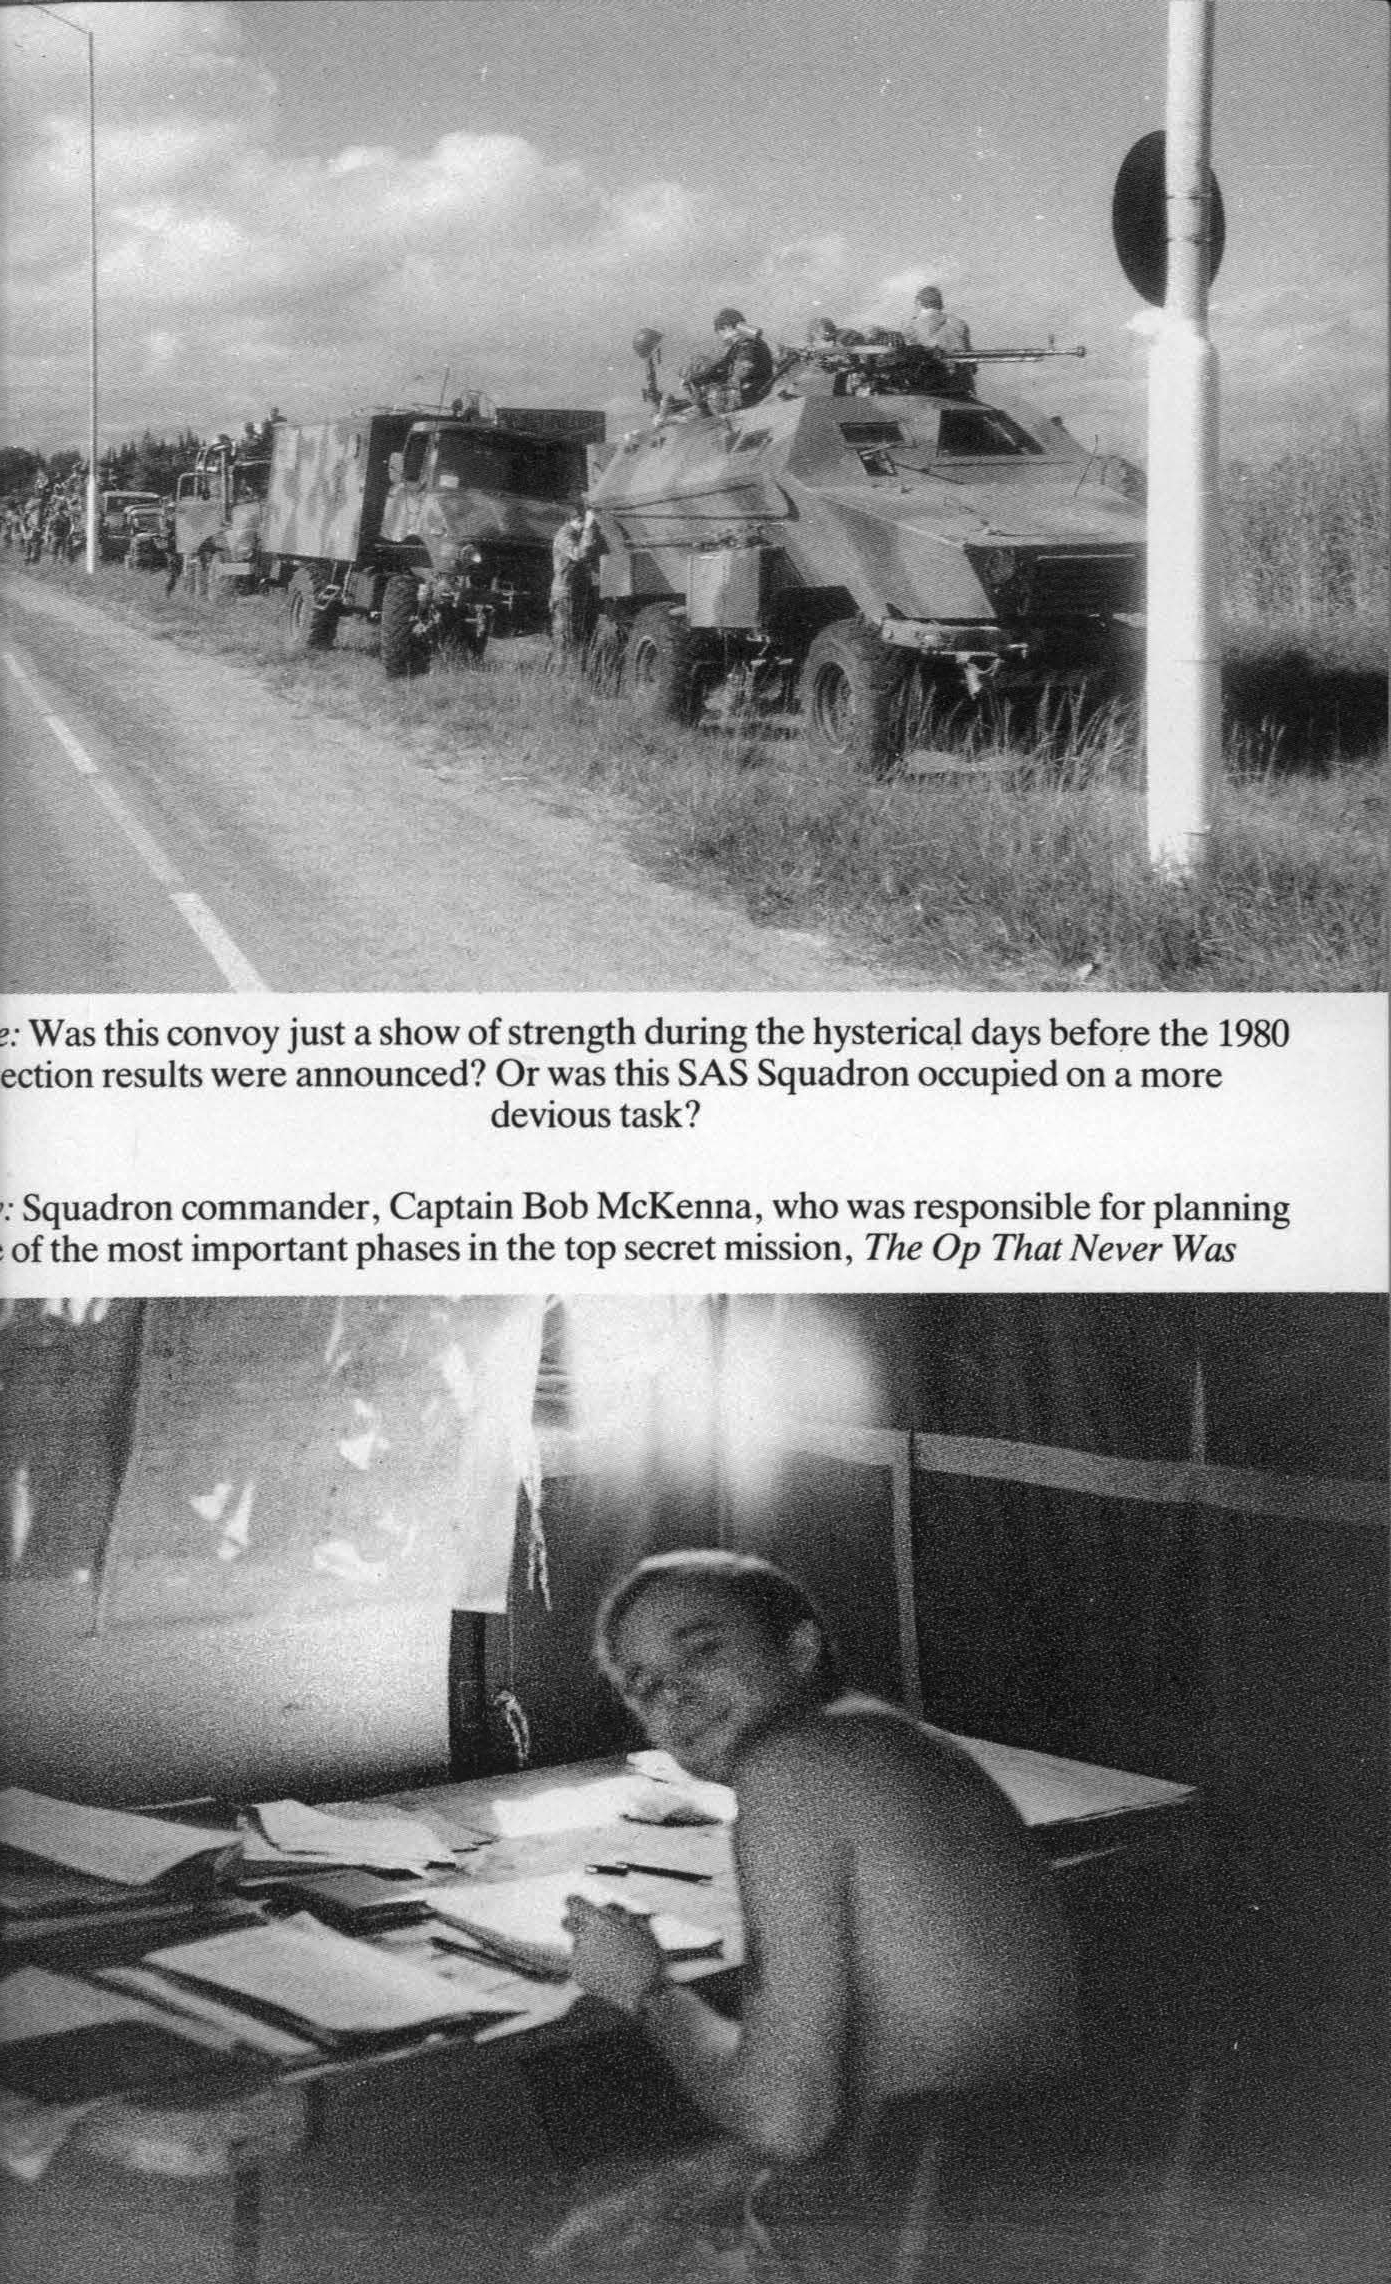 e: Was this convoy just a show of strength during the hysterical days before the 1980
ection results were announced? Or was this SAS Squadron occupied on a more
devious task?
: Squadron commander, Captain Bob McKenna, who was responsible for planning
of the most important phases in the top secret mission, The Op That Never Was